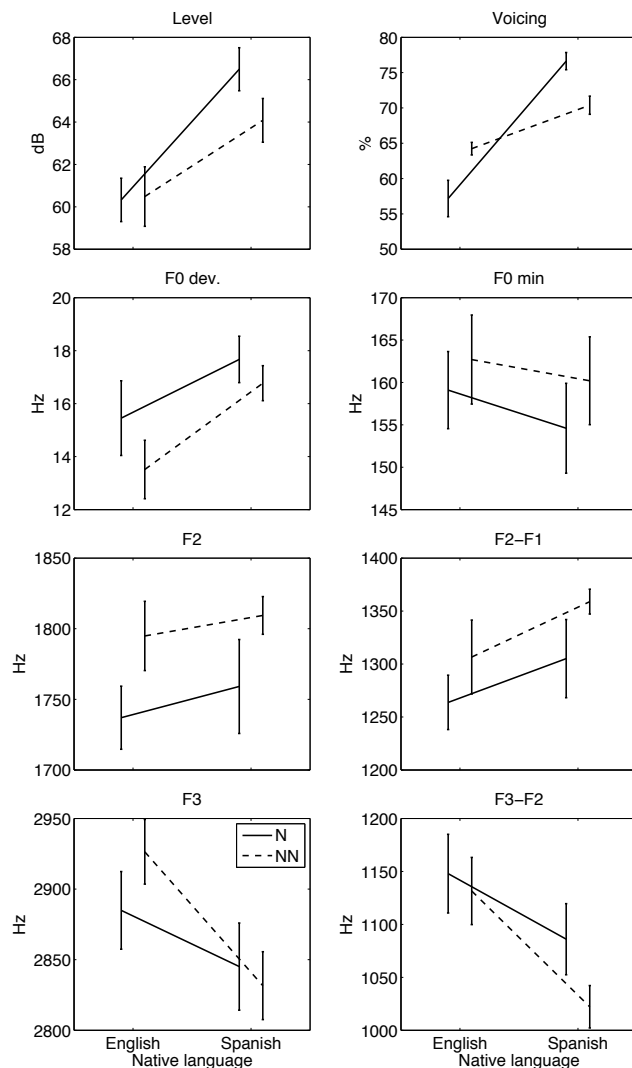 Level
68
66
64
62
60
58
dB
Voicing
80
75
70
65
60
55
50
%
F0 dev.
20
18
16
14
12
Hz
F0 min
170
165
160
155
150
145
Hz
F2
1850
1800
1750
1700
Hz
F2−F1
1400
1350
1300
1250
1200
Hz
F3
2950
2900
2850
2800
Hz
N
NN
English Spanish
Native language
F3−F2
1200
1150
1100
1050
1000
Hz
English Spanish
Native language